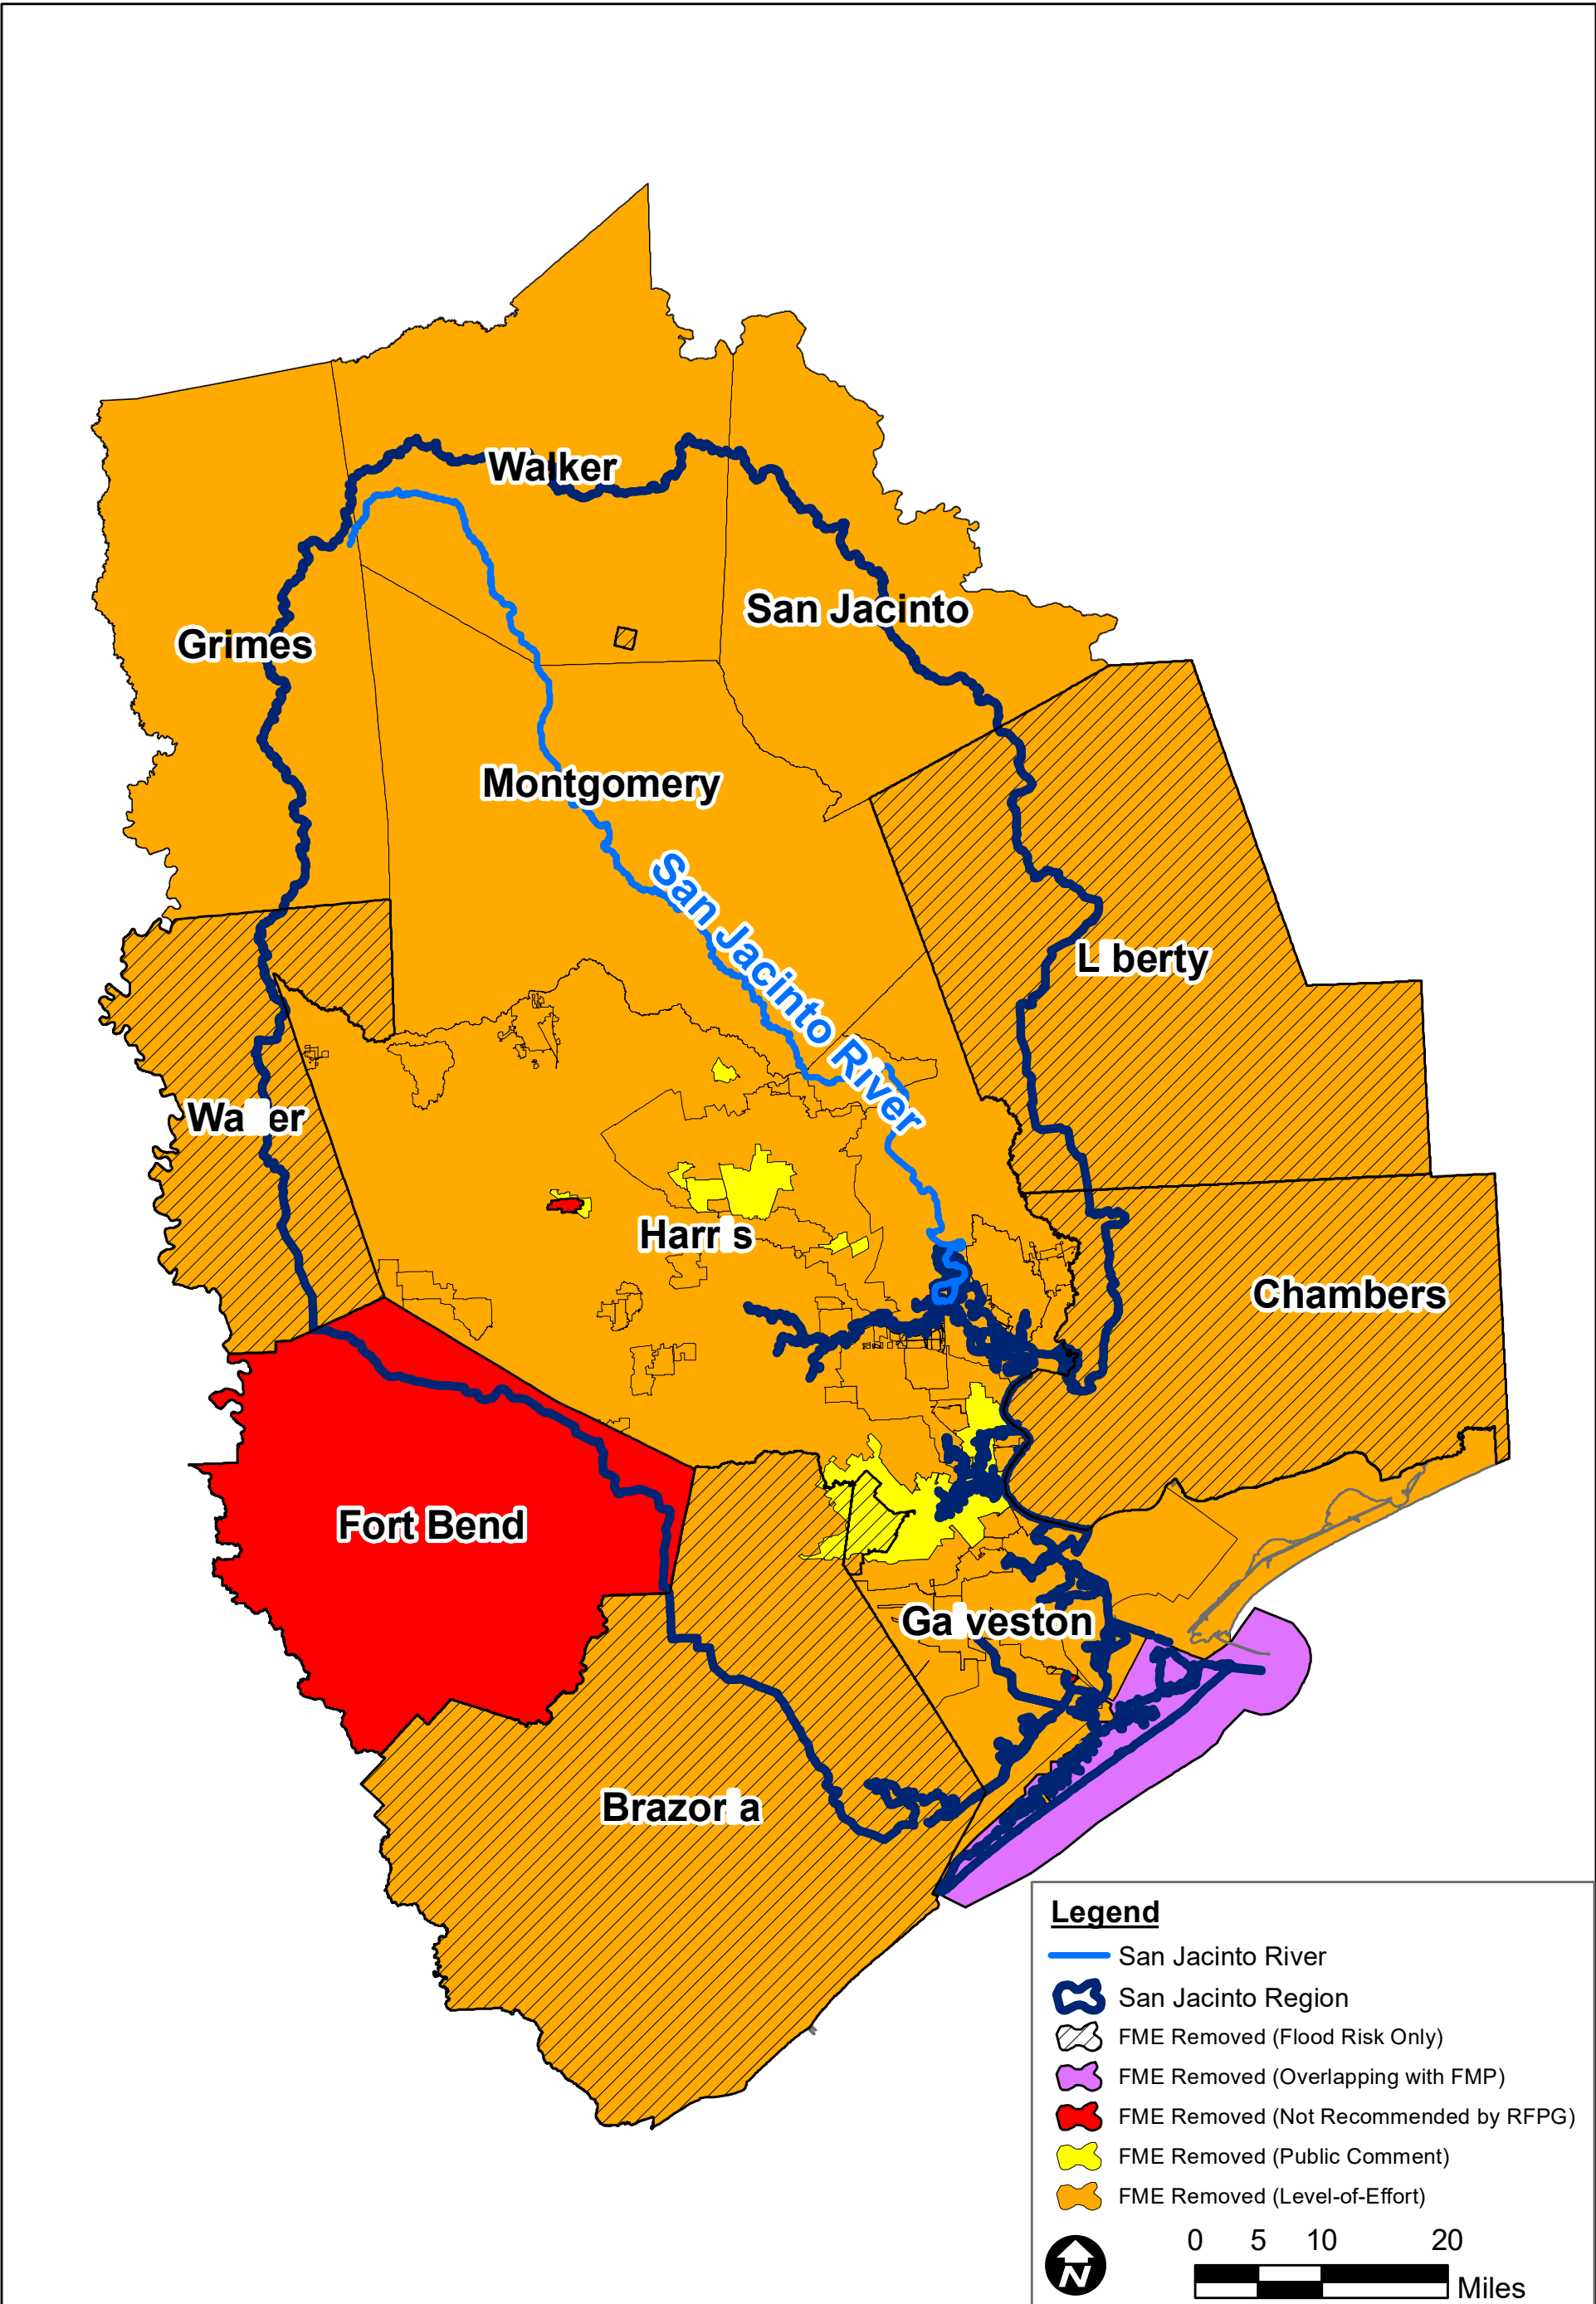 Walker
San Jacinto
Grimes
Montgomery
San Jacinto River
L berty
Wa er
Harr s
Chambers
Fort Bend
Ga veston
Brazor a
Legend
San Jacinto River
San Jacinto Region
FME Removed (Flood Risk Only)
FME Removed (Overlapping with FMP)
FME Removed (Not Recommended by RFPG)
FME Removed (Public Comment)
FME Removed (Level-of-Effort)
N
0 5 10 20
Miles